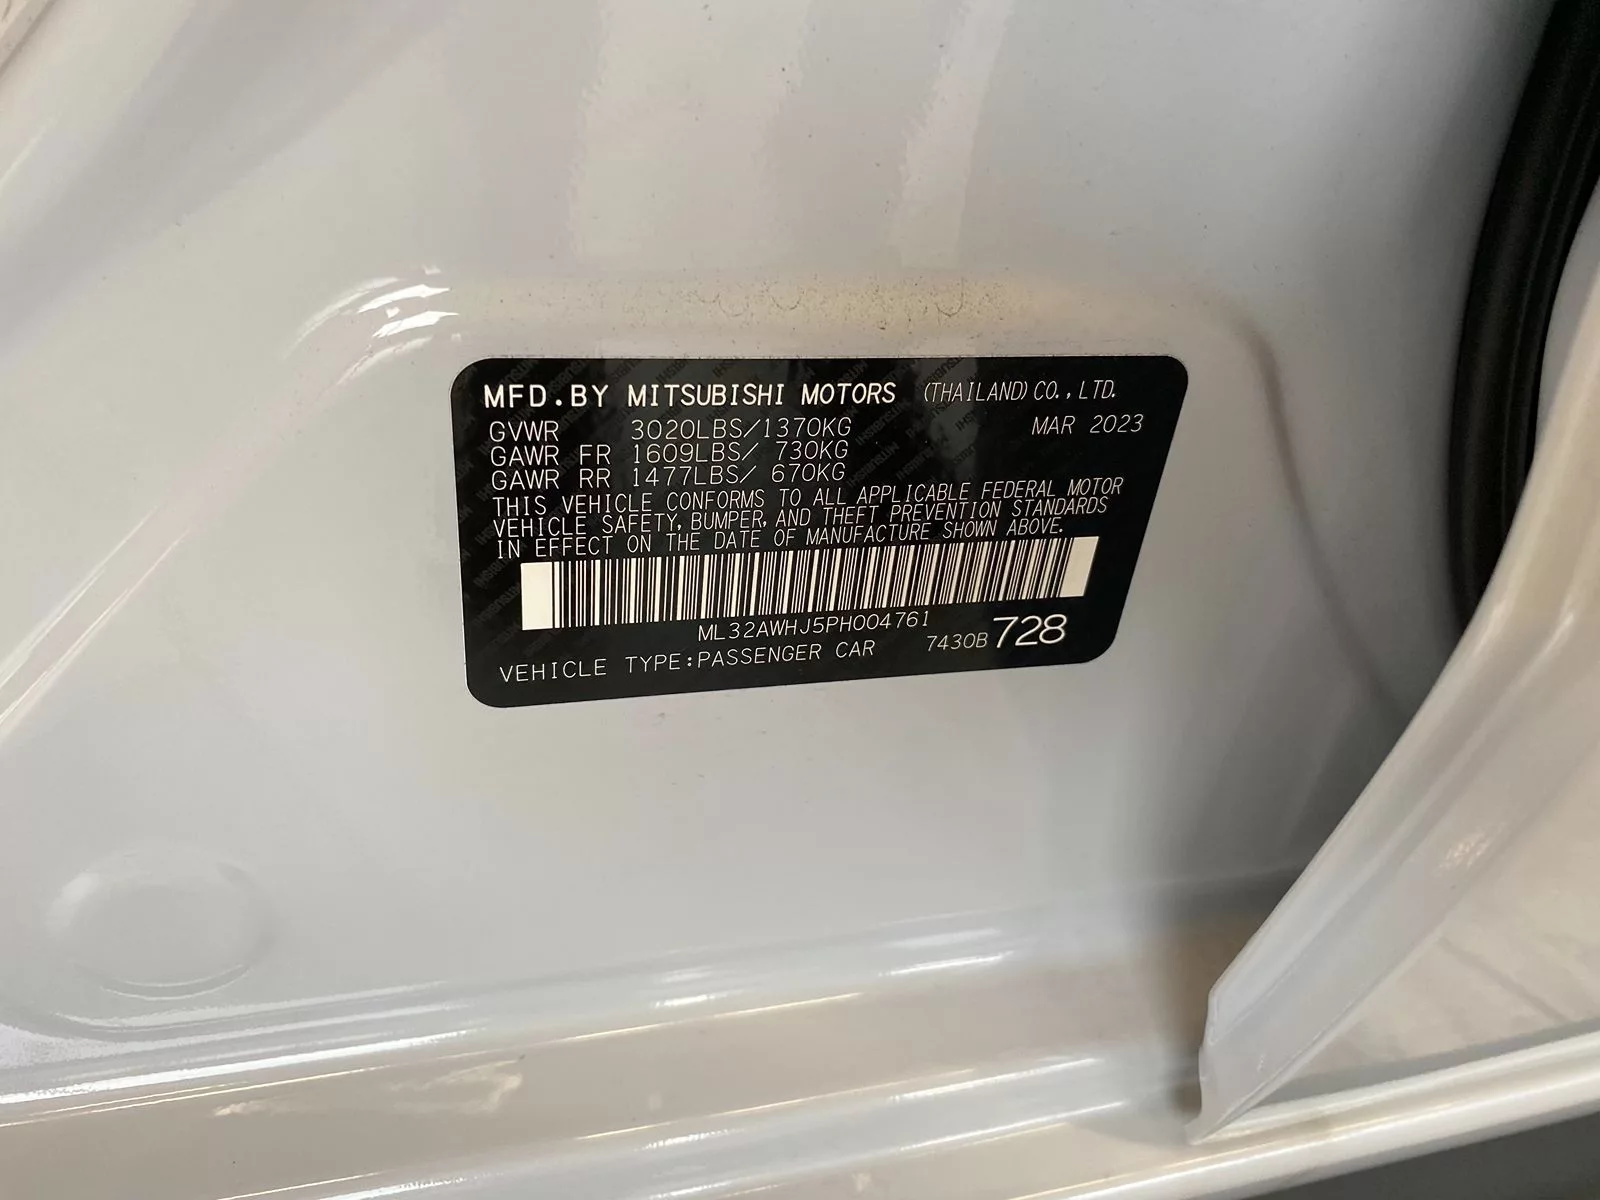 MFD.BY MITSUBISHI MOTORS (THAILAND) CO., LTD.
GVWR 3020LBS/1370KG MAR 2023
GAWR FR 1609LBS/ 730KG
GAWR RR 1477LBS/ 670KG
THIS VEHICLE CONFORMS TO ALL APPLICABLE FEDERAL MOTOR
VEHICLE SAFETY, BUMPER, AND THEFT PREVENTION STANDARDS
IN EFFECT ON THE DATE OF MANUFACTURE SHOWN ABOVE.
ML32AWHJ5PH004761
VEHICLE TYPE:PASSENGER CAR 7430B 728